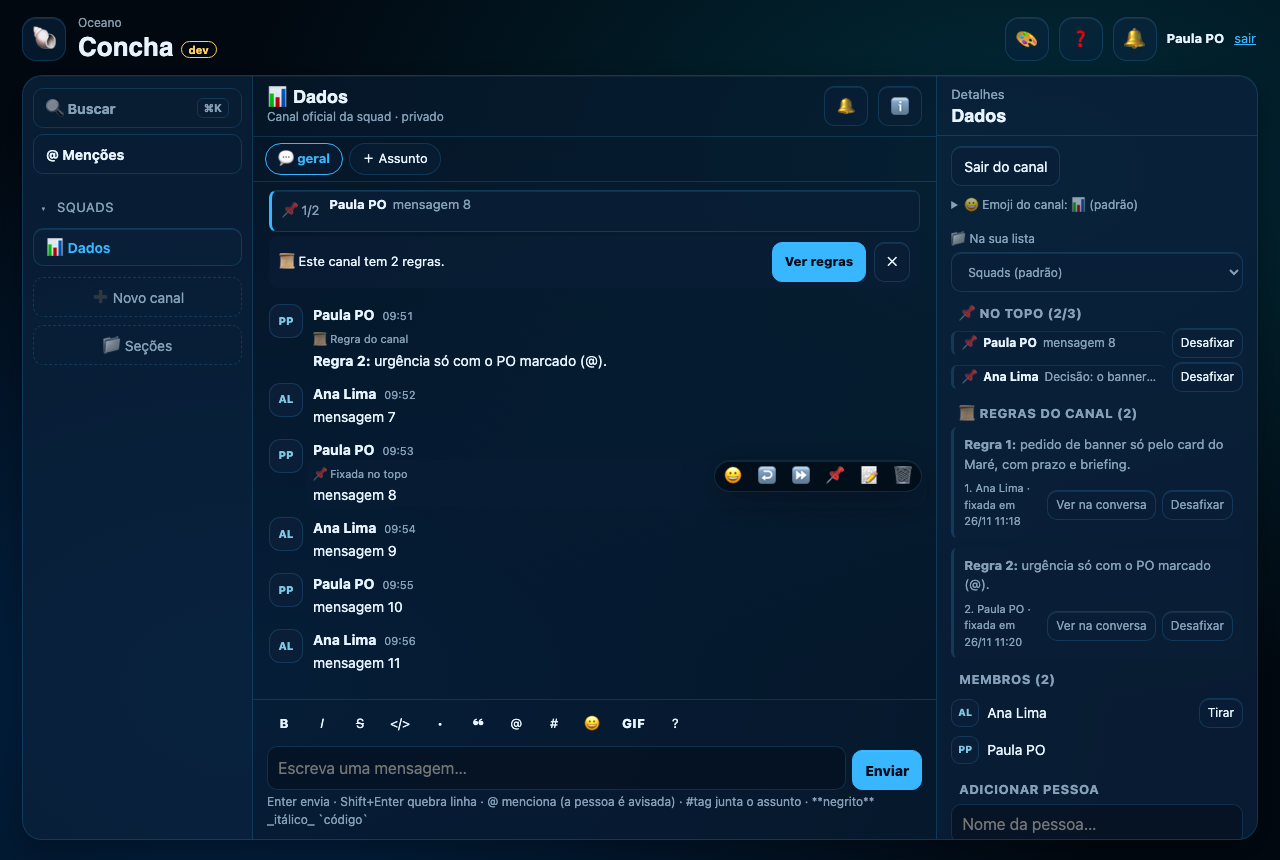 Oceano
Concha dev
Paula PO sair
Buscar ⌘K
@ Menções
SQUADS
Dados
Novo canal
Seções
Dados
Canal oficial da squad · privado
geral
+ Assunto
1/2 Paula PO mensagem 8
Este canal tem 2 regras.
Ver regras ✕
PP Paula PO 09:51
Regra do canal
Regra 2: urgência só com o PO marcado (@).
AL Ana Lima 09:52
mensagem 7
PP Paula PO 09:53
Fixada no topo
mensagem 8
AL Ana Lima 09:54
mensagem 9
PP Paula PO 09:55
mensagem 10
AL Ana Lima 09:56
mensagem 11
B I S </> • ❝ @ # GIF ?
Escreva uma mensagem...
Enviar
Enter envia · Shift+Enter quebra linha · @ menciona (a pessoa é avisada) · #tag junta o assunto · **negrito**
_itálico_ `código`
Detalhes
Dados
Sair do canal
Emoji do canal: (padrão)
Na sua lista
Squads (padrão)
NO TOPO (2/3)
Paula PO mensagem 8 Desafixar
Ana Lima Decisão: o banner... Desafixar
REGRAS DO CANAL (2)
Regra 1: pedido de banner só pelo card do
Maré, com prazo e briefing.
1. Ana Lima ·
fixada em
26/11 11:18
Ver na conversa Desafixar
Regra 2: urgência só com o PO marcado
(@).
2. Paula PO ·
fixada em
26/11 11:20
Ver na conversa Desafixar
MEMBROS (2)
AL Ana Lima Tirar
PP Paula PO
ADICIONAR PESSOA
Nome da pessoa...